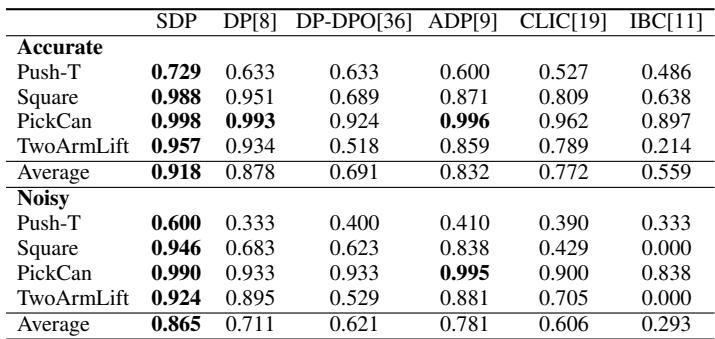 SDP DP[8] DP-DPO[36] ADP[9] CLIC[19] IBC[11]
Accurate
Push-T 0.729 0.633 0.633 0.600 0.527 0.486
Square 0.988 0.951 0.689 0.871 0.809 0.638
PickCan 0.998 0.993 0.924 0.996 0.962 0.897
TwoArmLift 0.957 0.934 0.518 0.859 0.789 0.214
Average 0.918 0.878 0.691 0.832 0.772 0.559
Noisy
Push-T 0.600 0.333 0.400 0.410 0.390 0.333
Square 0.946 0.683 0.623 0.838 0.429 0.000
PickCan 0.990 0.933 0.933 0.995 0.900 0.838
TwoArmLift 0.924 0.895 0.529 0.881 0.705 0.000
Average 0.865 0.711 0.621 0.781 0.606 0.293